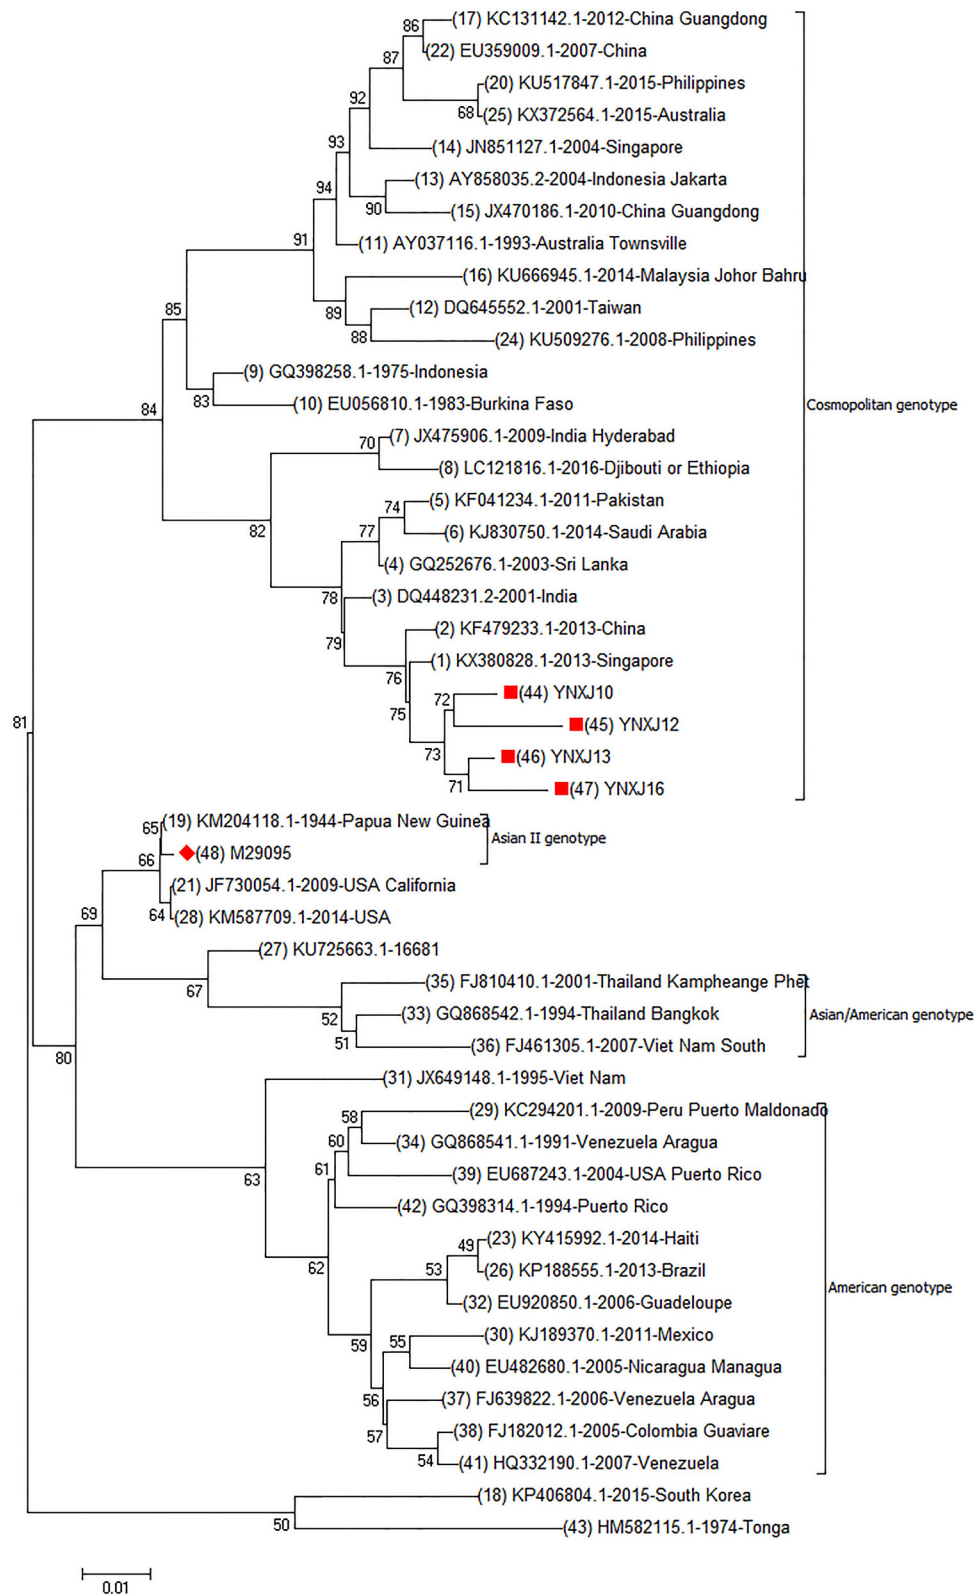 (17) KC131142.1-2012-China Guangdong
86
(22) EU359009.1-2007-China
87
(20) KU517847.1-2015-Philippines
92
68
(25) KX372564.1-2015-Australia
93
(14) JN851127.1-2004-Singapore
(13) AY858035.2-2004-Indonesia Jakarta
94
90
(15) JX470186.1-2010-China Guangdong
91
(11) AY037116.1-1993-Australia Townsville
(16) KU666945.1-2014-Malaysia Johor Bahru
85
89
(12) DQ645552.1-2001-Taiwan
88
(24) KU509276.1-2008-Philippines
(9) GQ398258.1-1975-Indonesia
84
83
(10) EU056810.1-1983-Burkina Faso
Cosmopolitan genotype
70
(7) JX475906.1-2009-India Hyderabad
(8) LC121816.1-2016-Djibouti or Ethiopia
74
(5) KF041234.1-2011-Pakistan
82
77
(6) KJ830750.1-2014-Saudi Arabia
(4) GQ252676.1-2003-Sri Lanka
78
(3) DQ448231.2-2001-India
79
(2) KF479233.1-2013-China
76
(1) KX380828.1-2013-Singapore
72
(44) YNXJ10
75
(45) YNXJ12
81
73
(46) YNXJ13
71
(47) YNXJ16
65
(19) KM204118.1-1944-Papua New Guinea
Asian II genotype
66
(48) M29095
(21) JF730054.1-2009-USA California
69
64
(28) KM587709.1-2014-USA
(27) KU725663.1-16681
67
(35) FJ810410.1-2001-Thailand Kampheange Phet
52
(33) GQ868542.1-1994-Thailand Bangkok
Asian/American genotype
51
(36) FJ461305.1-2007-Viet Nam South
80
(31) JX649148.1-1995-Viet Nam
58
(29) KC294201.1-2009-Peru Puerto Maldonado
60
(34) GQ868541.1-1991-Venezuela Aragua
61
63
(39) EU687243.1-2004-USA Puerto Rico
(42) GQ398314.1-1994-Puerto Rico
49
(23) KY415992.1-2014-Haiti
62
53
(26) KP188555.1-2013-Brazil
American genotype
(32) EU920850.1-2006-Guadeloupe
59
55
(30) KJ189370.1-2011-Mexico
(40) EU482680.1-2005-Nicaragua Managua
56
(37) FJ639822.1-2006-Venezuela Aragua
57
(38) FJ182012.1-2005-Colombia Guaviare
54
(41) HQ332190.1-2007-Venezuela
(18) KP406804.1-2015-South Korea
50
(43) HM582115.1-1974-Tonga
0.01